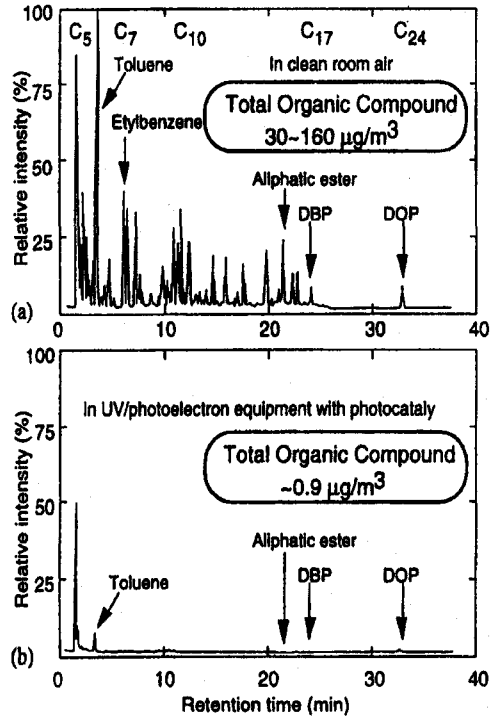 C5 C7 C10 C17 C24
Toluene
In clean room air
Total Organic Compound
30~160 μg/m3
Etylbenzene
Aliphatic ester
DBP
DOP
Relative intensity (%)
100
75
50
25
(a)
0 10 20 30 40
In UV/photoelectron equipment with photocataly
Total Organic Compound
~0.9 μg/m3
Aliphatic ester
Toluene
DBP
DOP
Relative intensity (%)
100
75
50
25
(b)
0 10 20 30 40
Retention time (min)